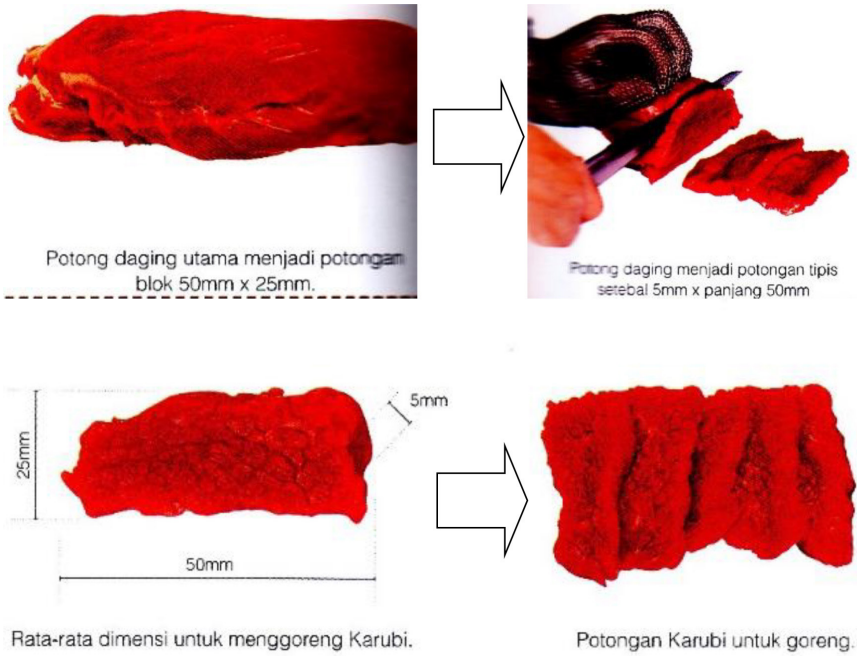 Potong daging utama menjadi potongan
blok 50mm x 25mm.
Potong daging menjadi potongan tipis
setebal 5mm x panjang 50mm
25mm
5mm
50mm
Rata-rata dimensi untuk menggoreng Karubi.
Potongan Karubi untuk goreng.